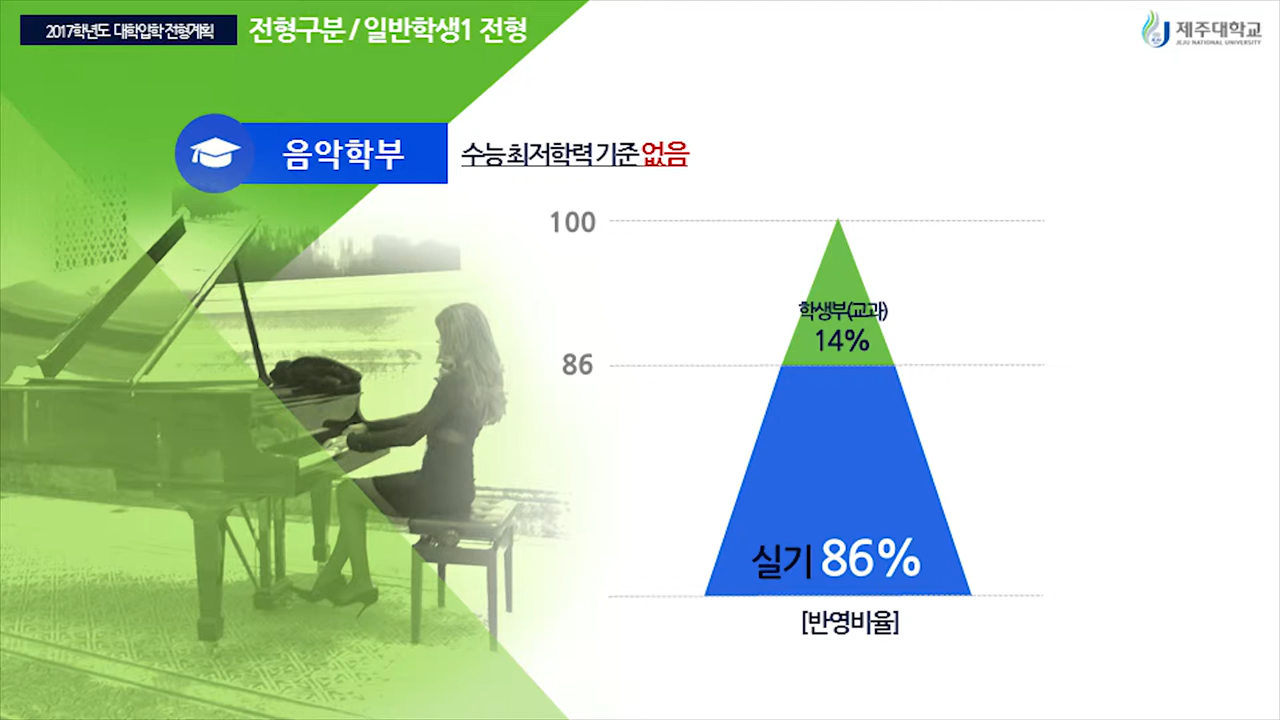 2017학년도 대학입학 전형계획
전형구분 / 일반학생1 전형
제주대학교
JEJU NATIONAL UNIVERSITY
음악학부
수능 최저학력 기준 없음
100
학생부(교과)
14%
86
실기 86%
[반영비율]